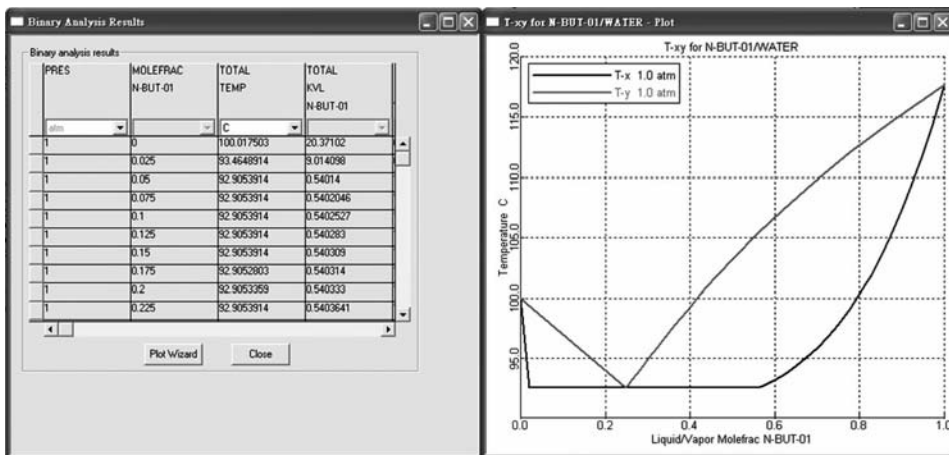 Binary Analysis Results
Binary analysis results
PRES MOLEFRAC N-BUT-01 TOTAL TEMP TOTAL KVL N-BUT-01
atm C
1 0 100.017503 20.37102
1 0.025 93.4648914 9.014098
1 0.05 92.9053914 0.54014
1 0.075 92.9053914 0.5402046
1 0.1 92.9053914 0.5402527
1 0.125 92.9053914 0.540283
1 0.15 92.9053914 0.540309
1 0.175 92.9052803 0.540314
1 0.2 92.9053359 0.540333
1 0.225 92.9053914 0.5403641
Plot Wizard Close
T-xy for N-BUT-01/WATER - Plot
T-xy for N-BUT-01/WATER
T-x 1.0 atm
T-y 1.0 atm
Temperature C
120.0
115.0
110.0
105.0
100.0
95.0
0.0 0.2 0.4 0.6 0.8 1.0
Liquid/Vapor Molefrac N-BUT-01